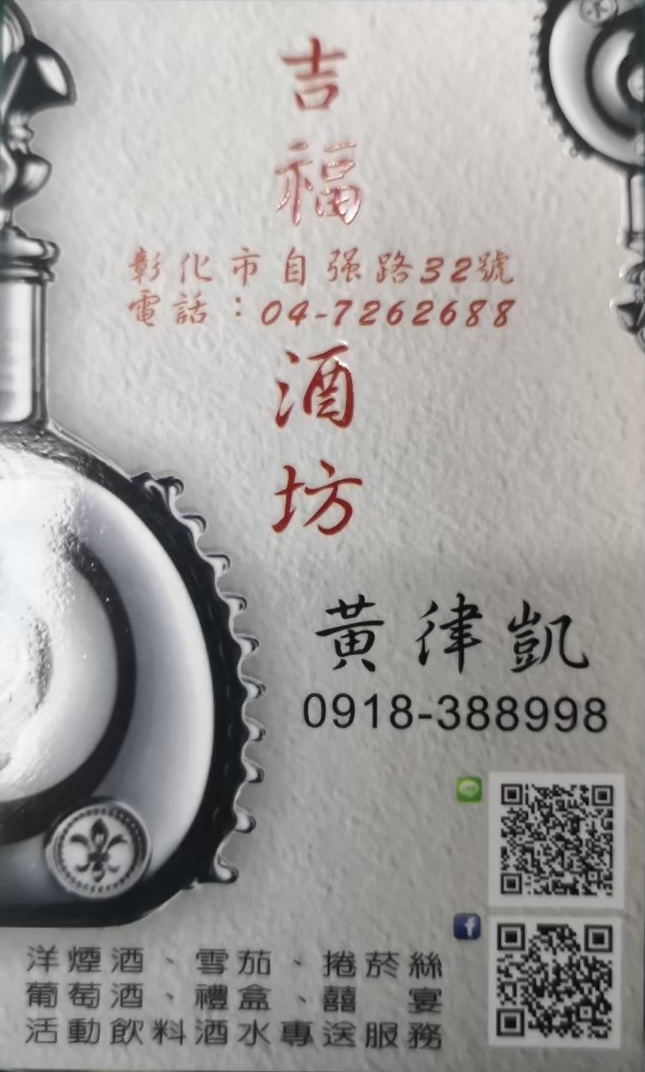 吉福酒坊
彰化市自强路32號
電話：04-7262688
黃律凱
0918-388998
洋煙酒、雪茄、捲菸絲
葡萄酒、禮盒、囍宴
活動飲料酒水專送服務